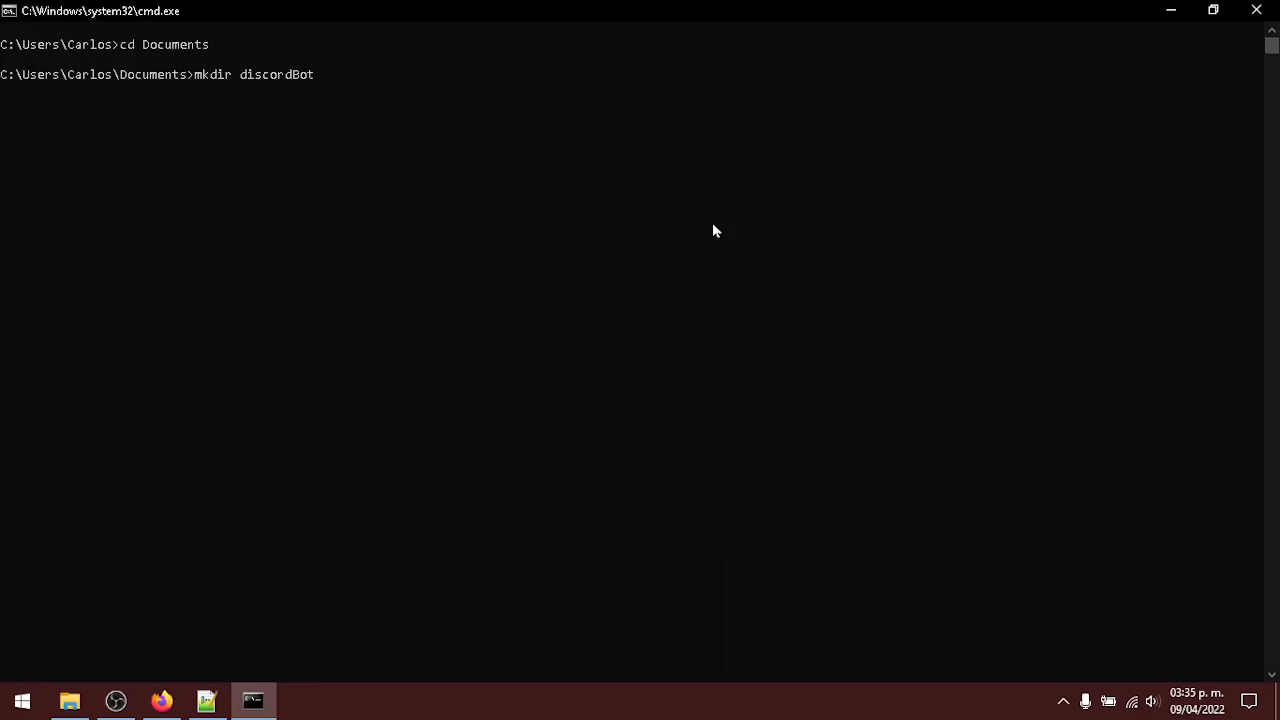 C:\Windows\system32\cmd.exe
C:\Users\Carlos>cd Documents
C:\Users\Carlos\Documents>mkdir discordBot
03:35 p. m.
09/04/2022